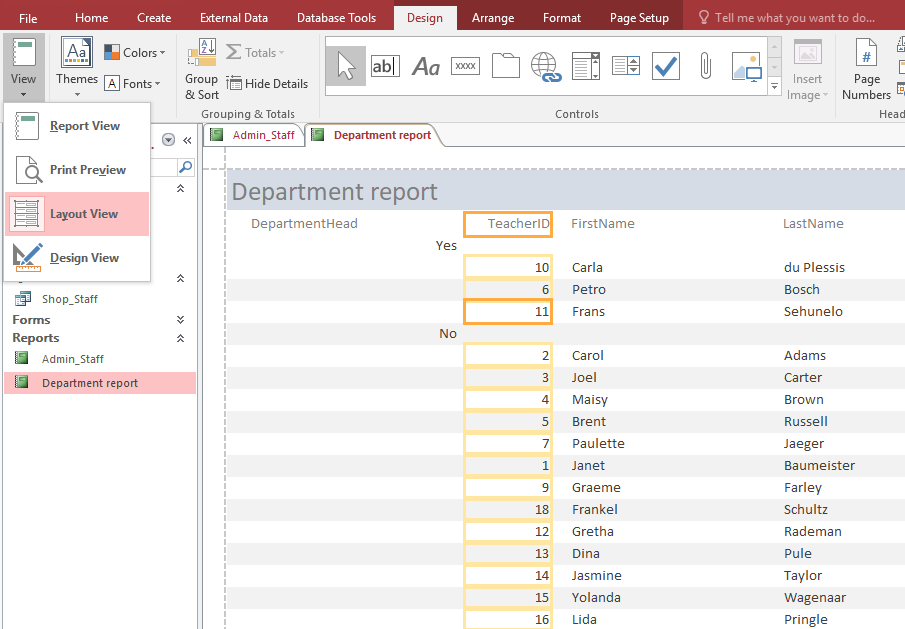 File Home Create External Data Database Tools Design Arrange Format Page Setup Tell me what you want to do...
View Themes Aa Colors A Fonts Group & Sort Totals Hide Details ab Aa xxxx Insert Image # Page Numbers
Grouping & Totals Controls Head
Report View
Print Preview
Layout View
Design View
Shop_Staff
Forms
Reports
Admin_Staff
Department report
Admin_Staff Department report
Department report
DepartmentHead TeacherID FirstName LastName
Yes
10 Carla du Plessis
6 Petro Bosch
11 Frans Sehunelo
No
2 Carol Adams
3 Joel Carter
4 Maisy Brown
5 Brent Russell
7 Paulette Jaeger
1 Janet Baumeister
9 Graeme Farley
18 Frankel Schultz
12 Gretha Rademan
13 Dina Pule
14 Jasmine Taylor
15 Yolanda Wagenaar
16 Lida Pringle